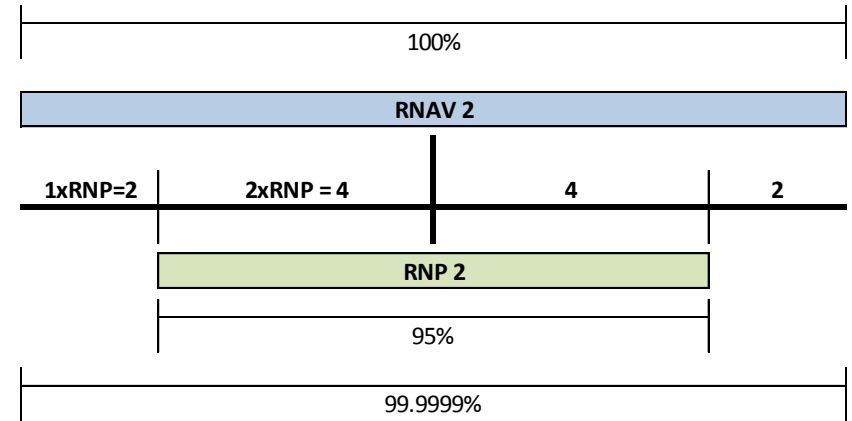 100%
RNAV 2
1xRNP=2 2xRNP = 4 4 2
RNP 2
95%
99.9999%